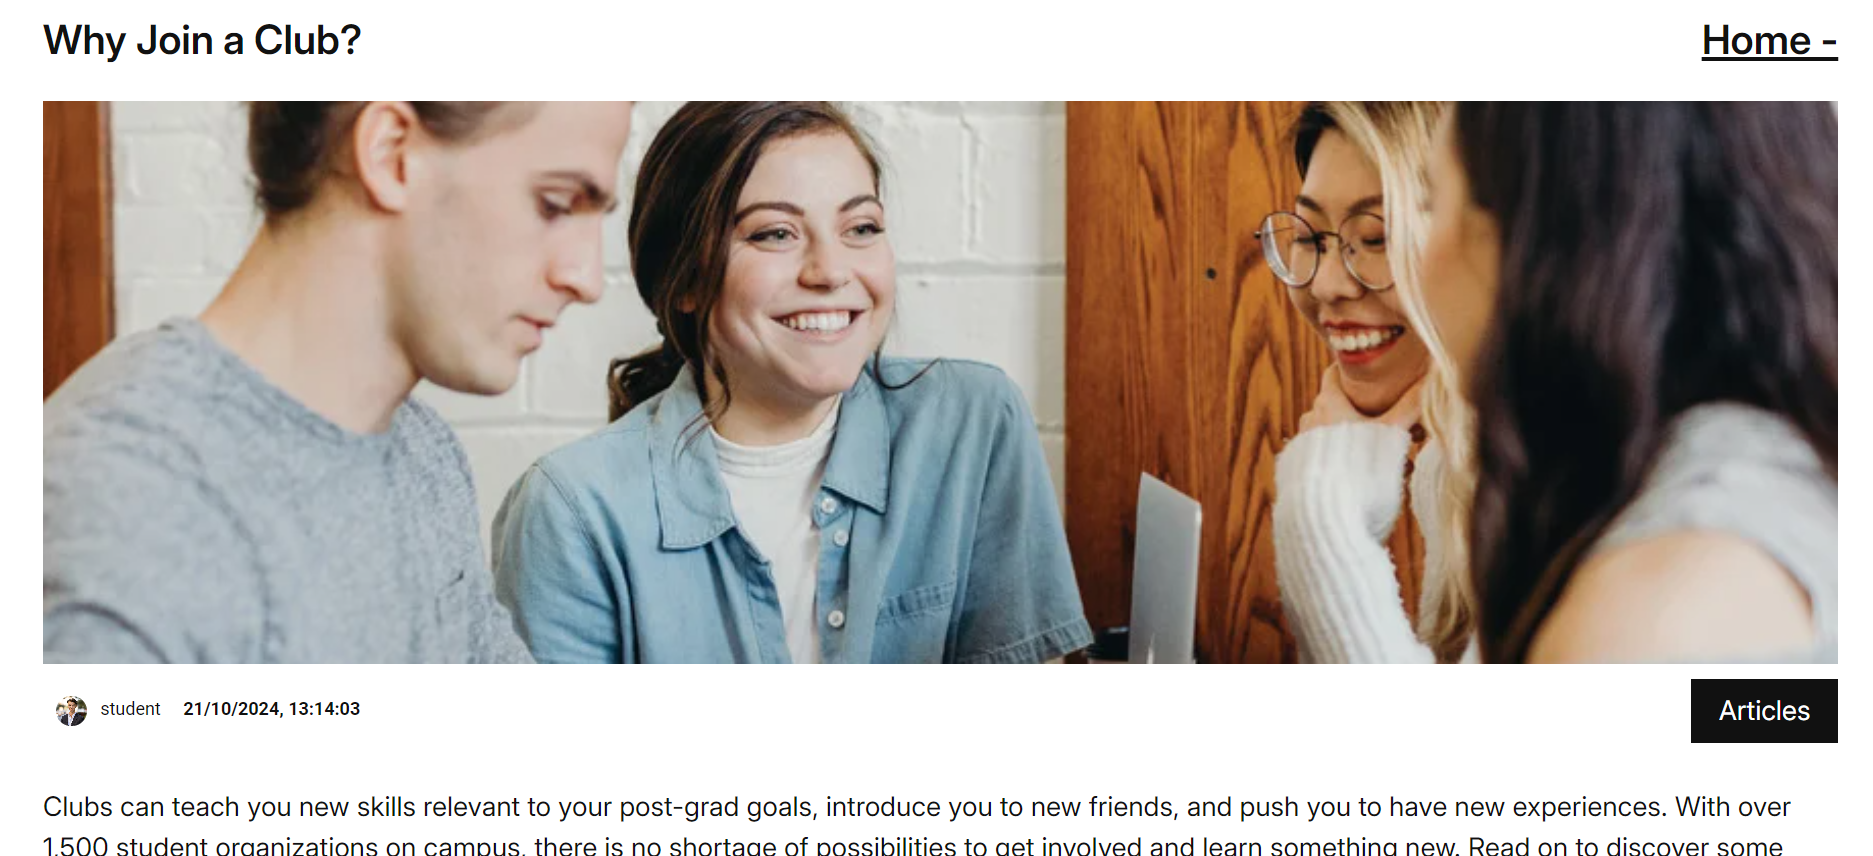 Why Join a Club?
Home -
student 21/10/2024, 13:14:03
Articles
Clubs can teach you new skills relevant to your post-grad goals, introduce you to new friends, and push you to have new experiences. With over
1,500 student organizations on campus, there is no shortage of possibilities to get involved and learn something new. Read on to discover some